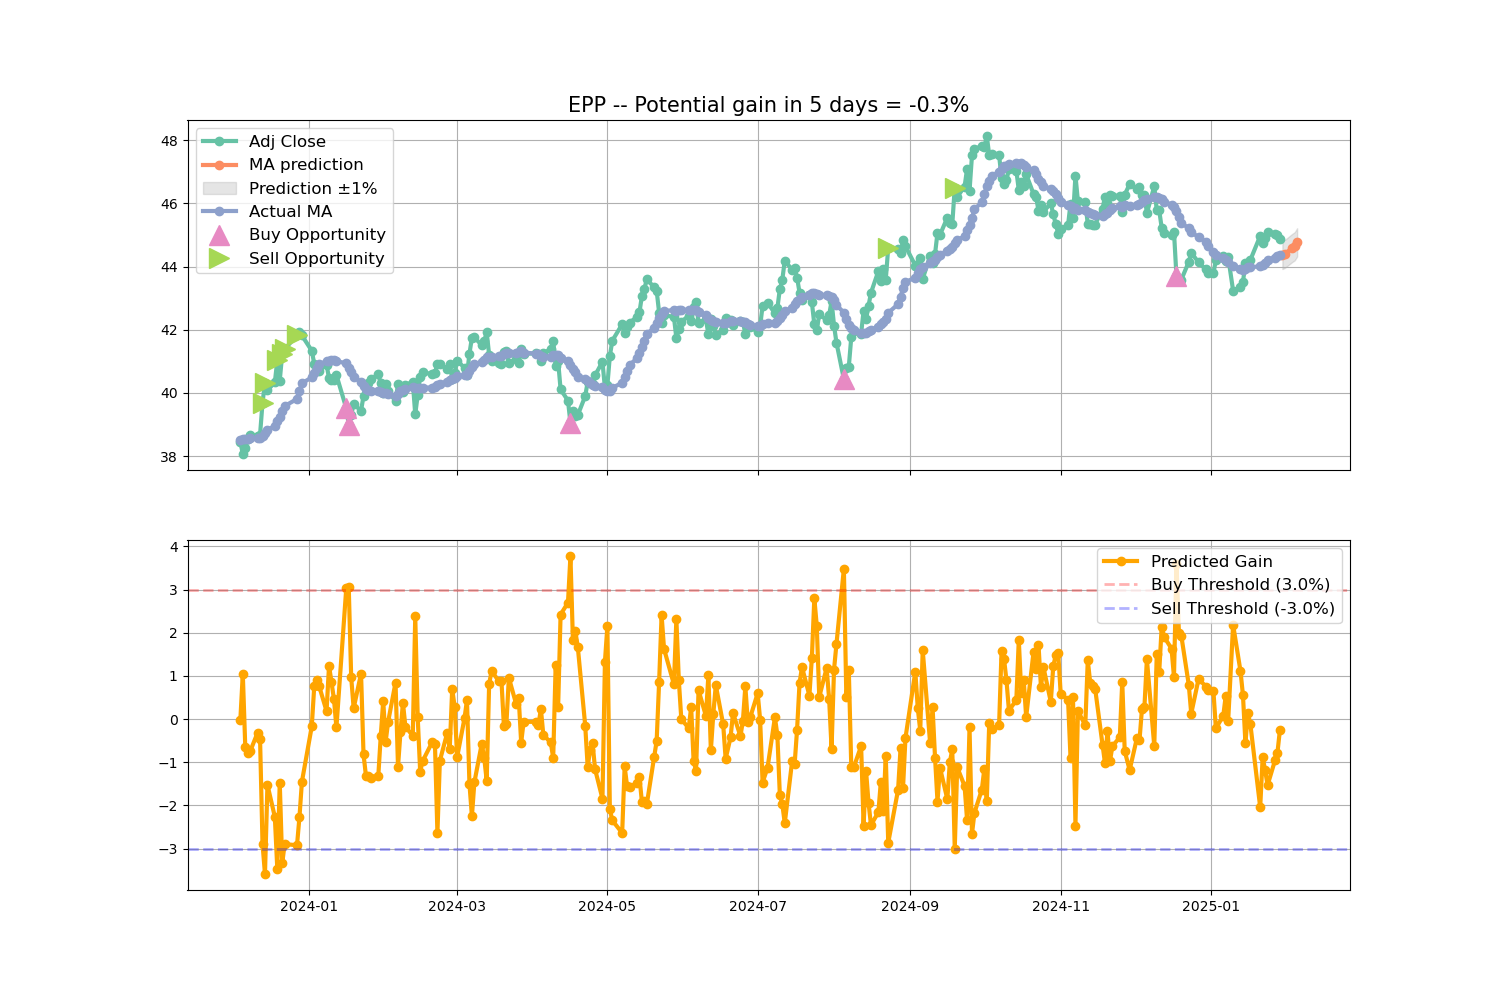 EPP -- Potential gain in 5 days = -0.3%
Adj Close
MA prediction
Prediction ±1%
Actual MA
Buy Opportunity
Sell Opportunity
48
46
44
42
40
38
Predicted Gain
Buy Threshold (3.0%)
Sell Threshold (-3.0%)
4
3
2
1
0
−1
−2
−3
2024-01 2024-03 2024-05 2024-07 2024-09 2024-11 2025-01